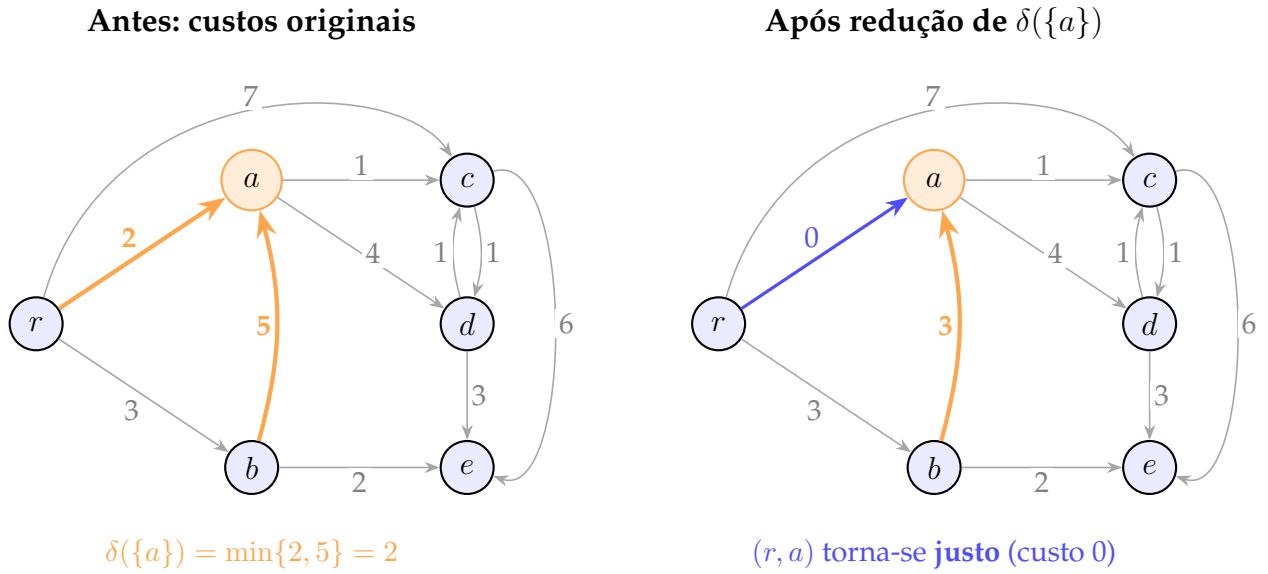 Antes: custos originais
7
a
1
c
2
4
1
1
r
5
d
6
3
3
b
2
e
δ({a}) = min{2, 5} = 2
Após redução de δ({a})
7
a
1
c
0
4
1
1
r
3
d
6
3
3
b
2
e
(r, a) torna-se justo (custo 0)